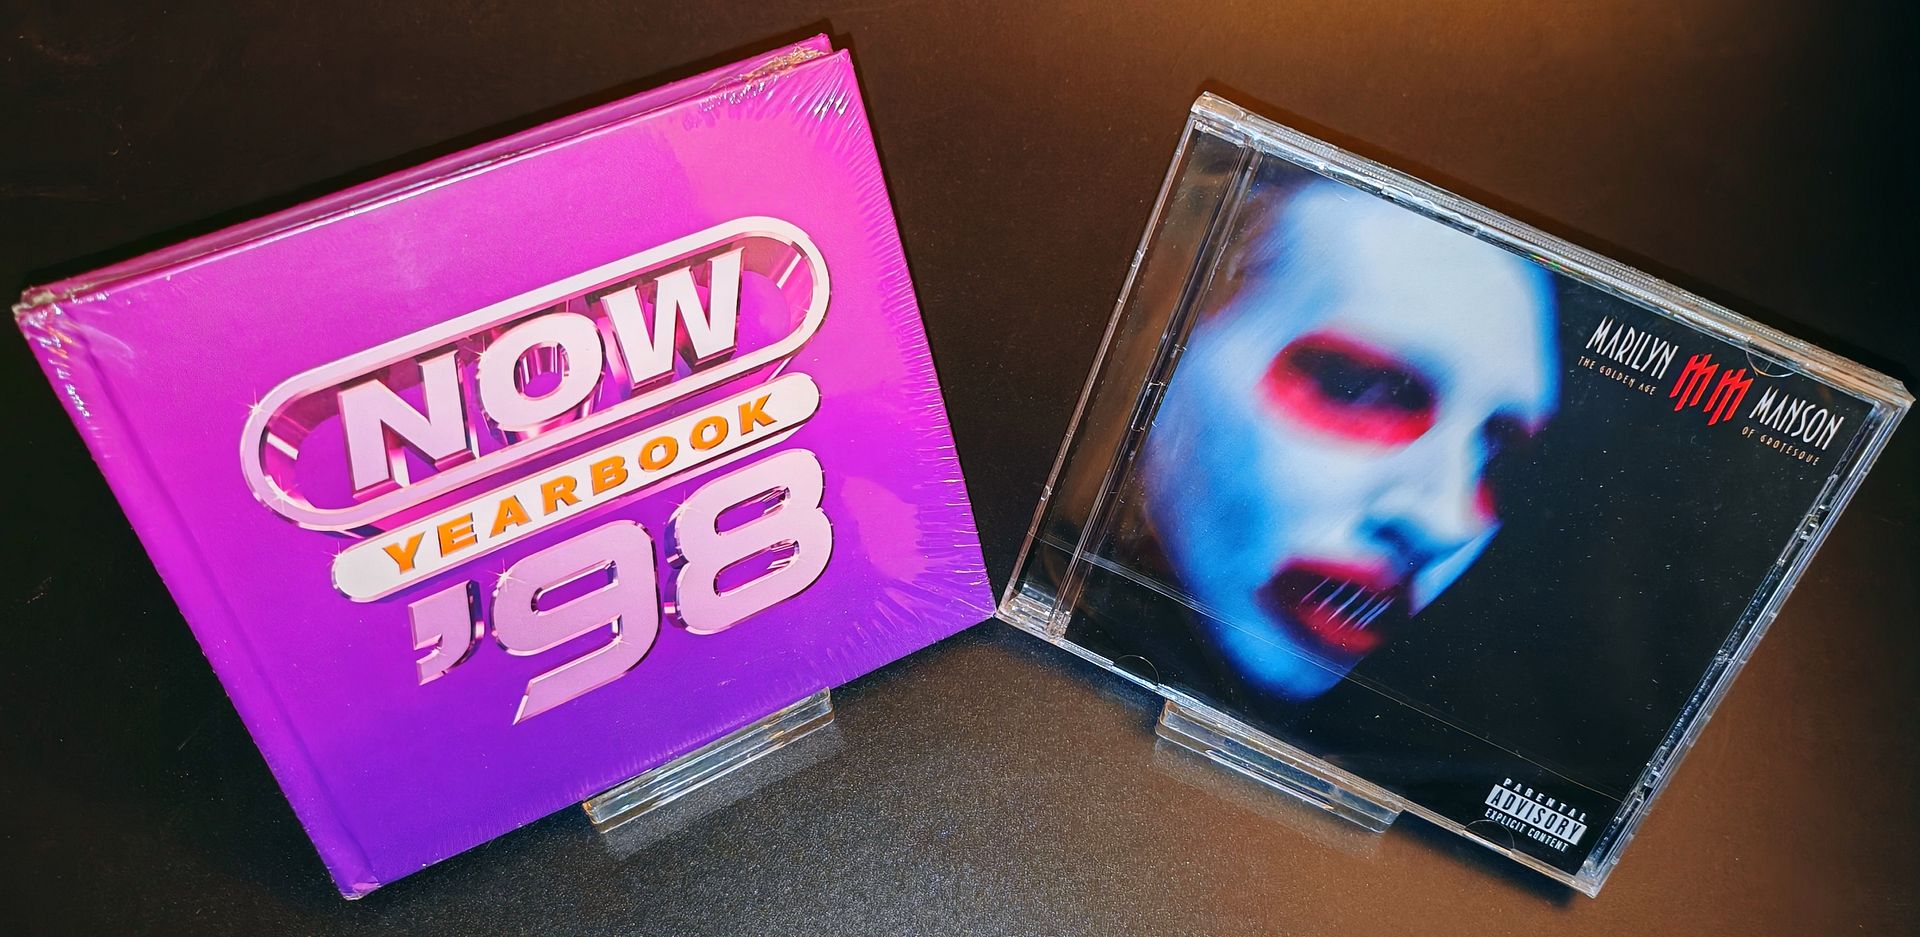 NOW
YEARBOOK
'98
MARILYN MANSON
THE GOLDEN AGE OF GROTESQUE
PARENTAL
ADVISORY
EXPLICIT CONTENT